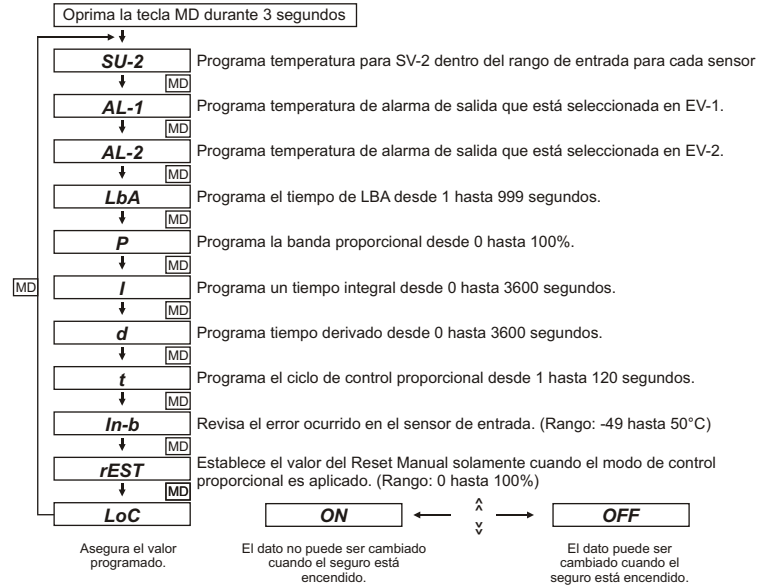 Oprima la tecla MD durante 3 segundos
SU-2 Programa temperatura para SV-2 dentro del rango de entrada para cada sensor
MD
AL-1 Programa temperatura de alarma de salida que está seleccionada en EV-1.
MD
AL-2 Programa temperatura de alarma de salida que está seleccionada en EV-2.
MD
LbA Programa el tiempo de LBA desde 1 hasta 999 segundos.
MD
P Programa la banda proporcional desde 0 hasta 100%.
MD
MD
I Programa un tiempo integral desde 0 hasta 3600 segundos.
MD
d Programa tiempo derivado desde 0 hasta 3600 segundos.
MD
t Programa el ciclo de control proporcional desde 1 hasta 120 segundos.
MD
In-b Revisa el error ocurrido en el sensor de entrada. (Rango: -49 hasta 50°C)
MD
rEST Establece el valor del Reset Manual solamente cuando el modo de control
proporcional es aplicado. (Rango: 0 hasta 100%)
MD
LoC ON OFF
Asegura el valor
programado.
El dato no puede ser cambiado
cuando el seguro está
encendido.
El dato puede ser
cambiado cuando el
seguro está encendido.